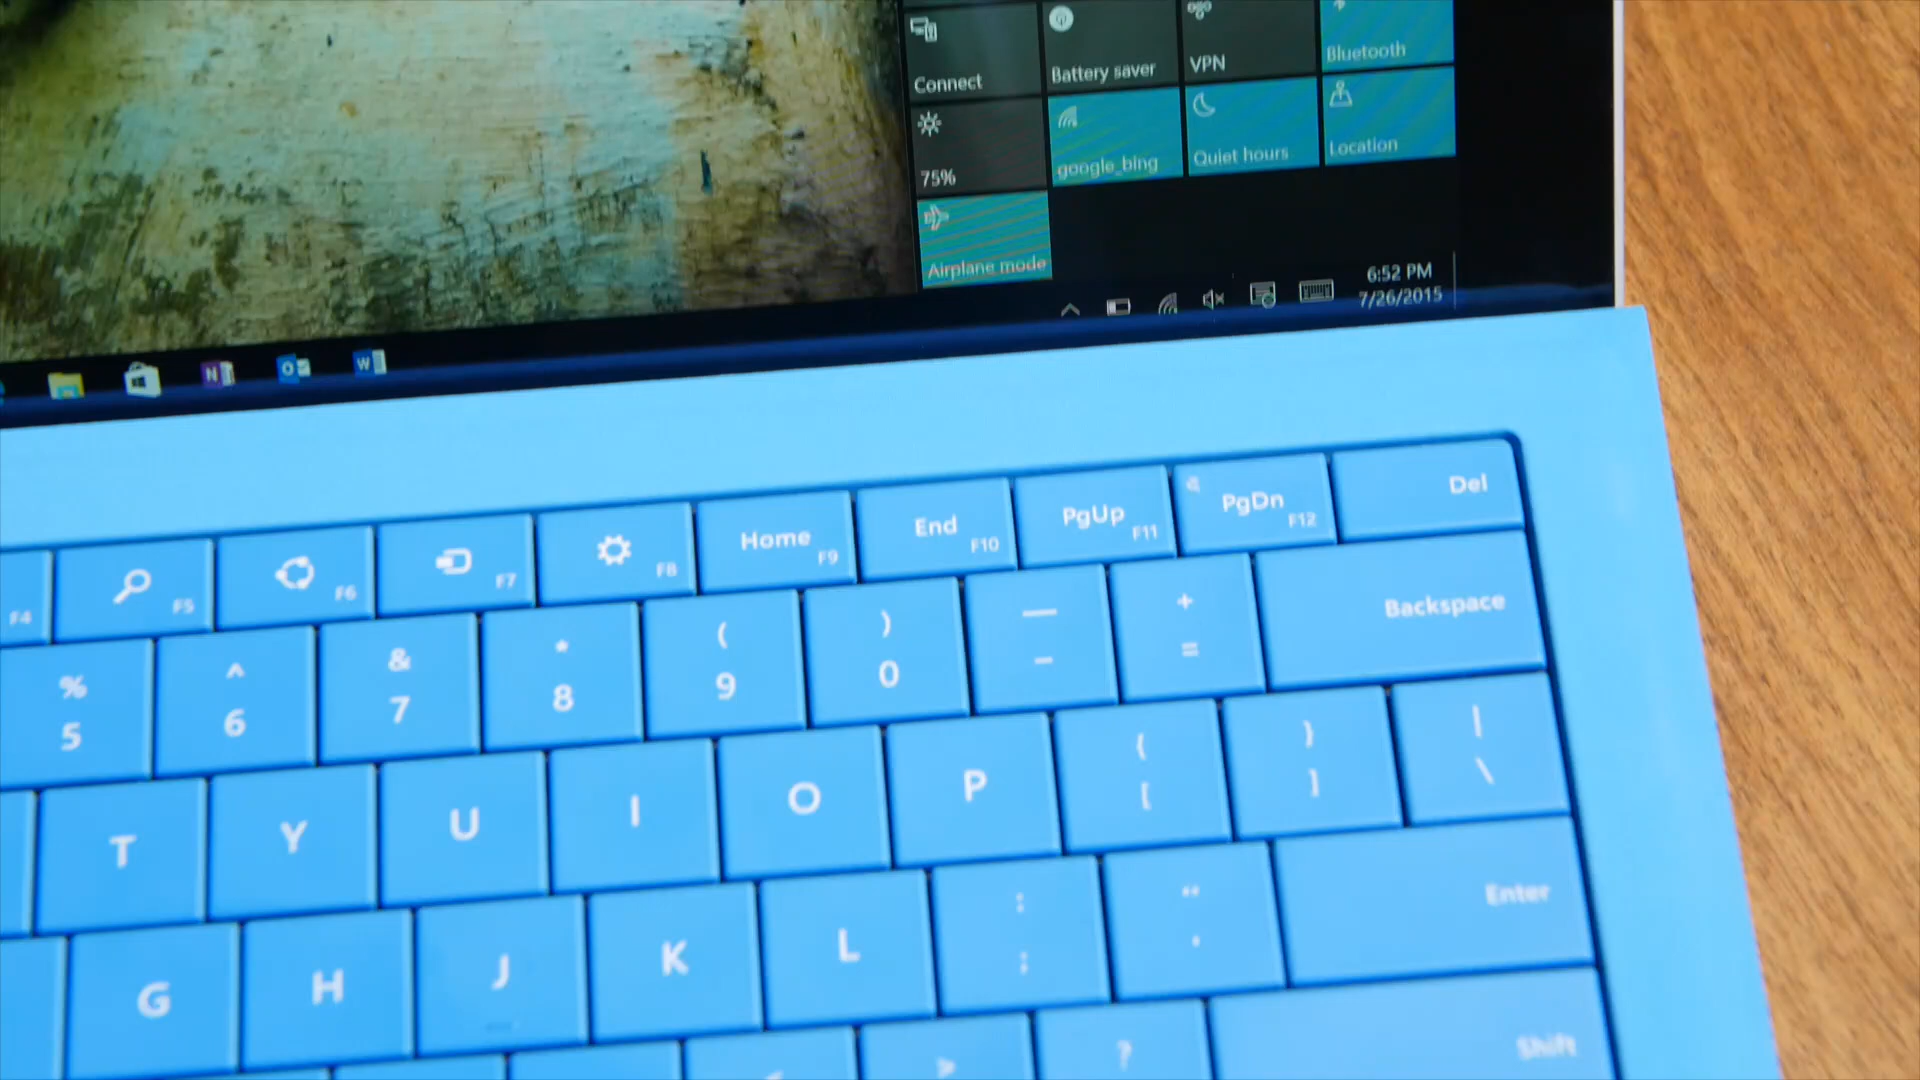 Connect
Battery saver
VPN
Bluetooth
75%
google_bing
Quiet hours
Location
Airplane mode
6:52 PM
7/26/2015
N
O
W
F4
F5
F6
F7
F8
Home F9
End F10
PgUp F11
PgDn F12
Del
% 5
^ 6
& 7
* 8
( 9
) 0
— -
+ =
Backspace
T
Y
U
I
O
P
{ [
} ]
| \
G
H
J
K
L
: ;
" '
Enter
<
>
?
Shift